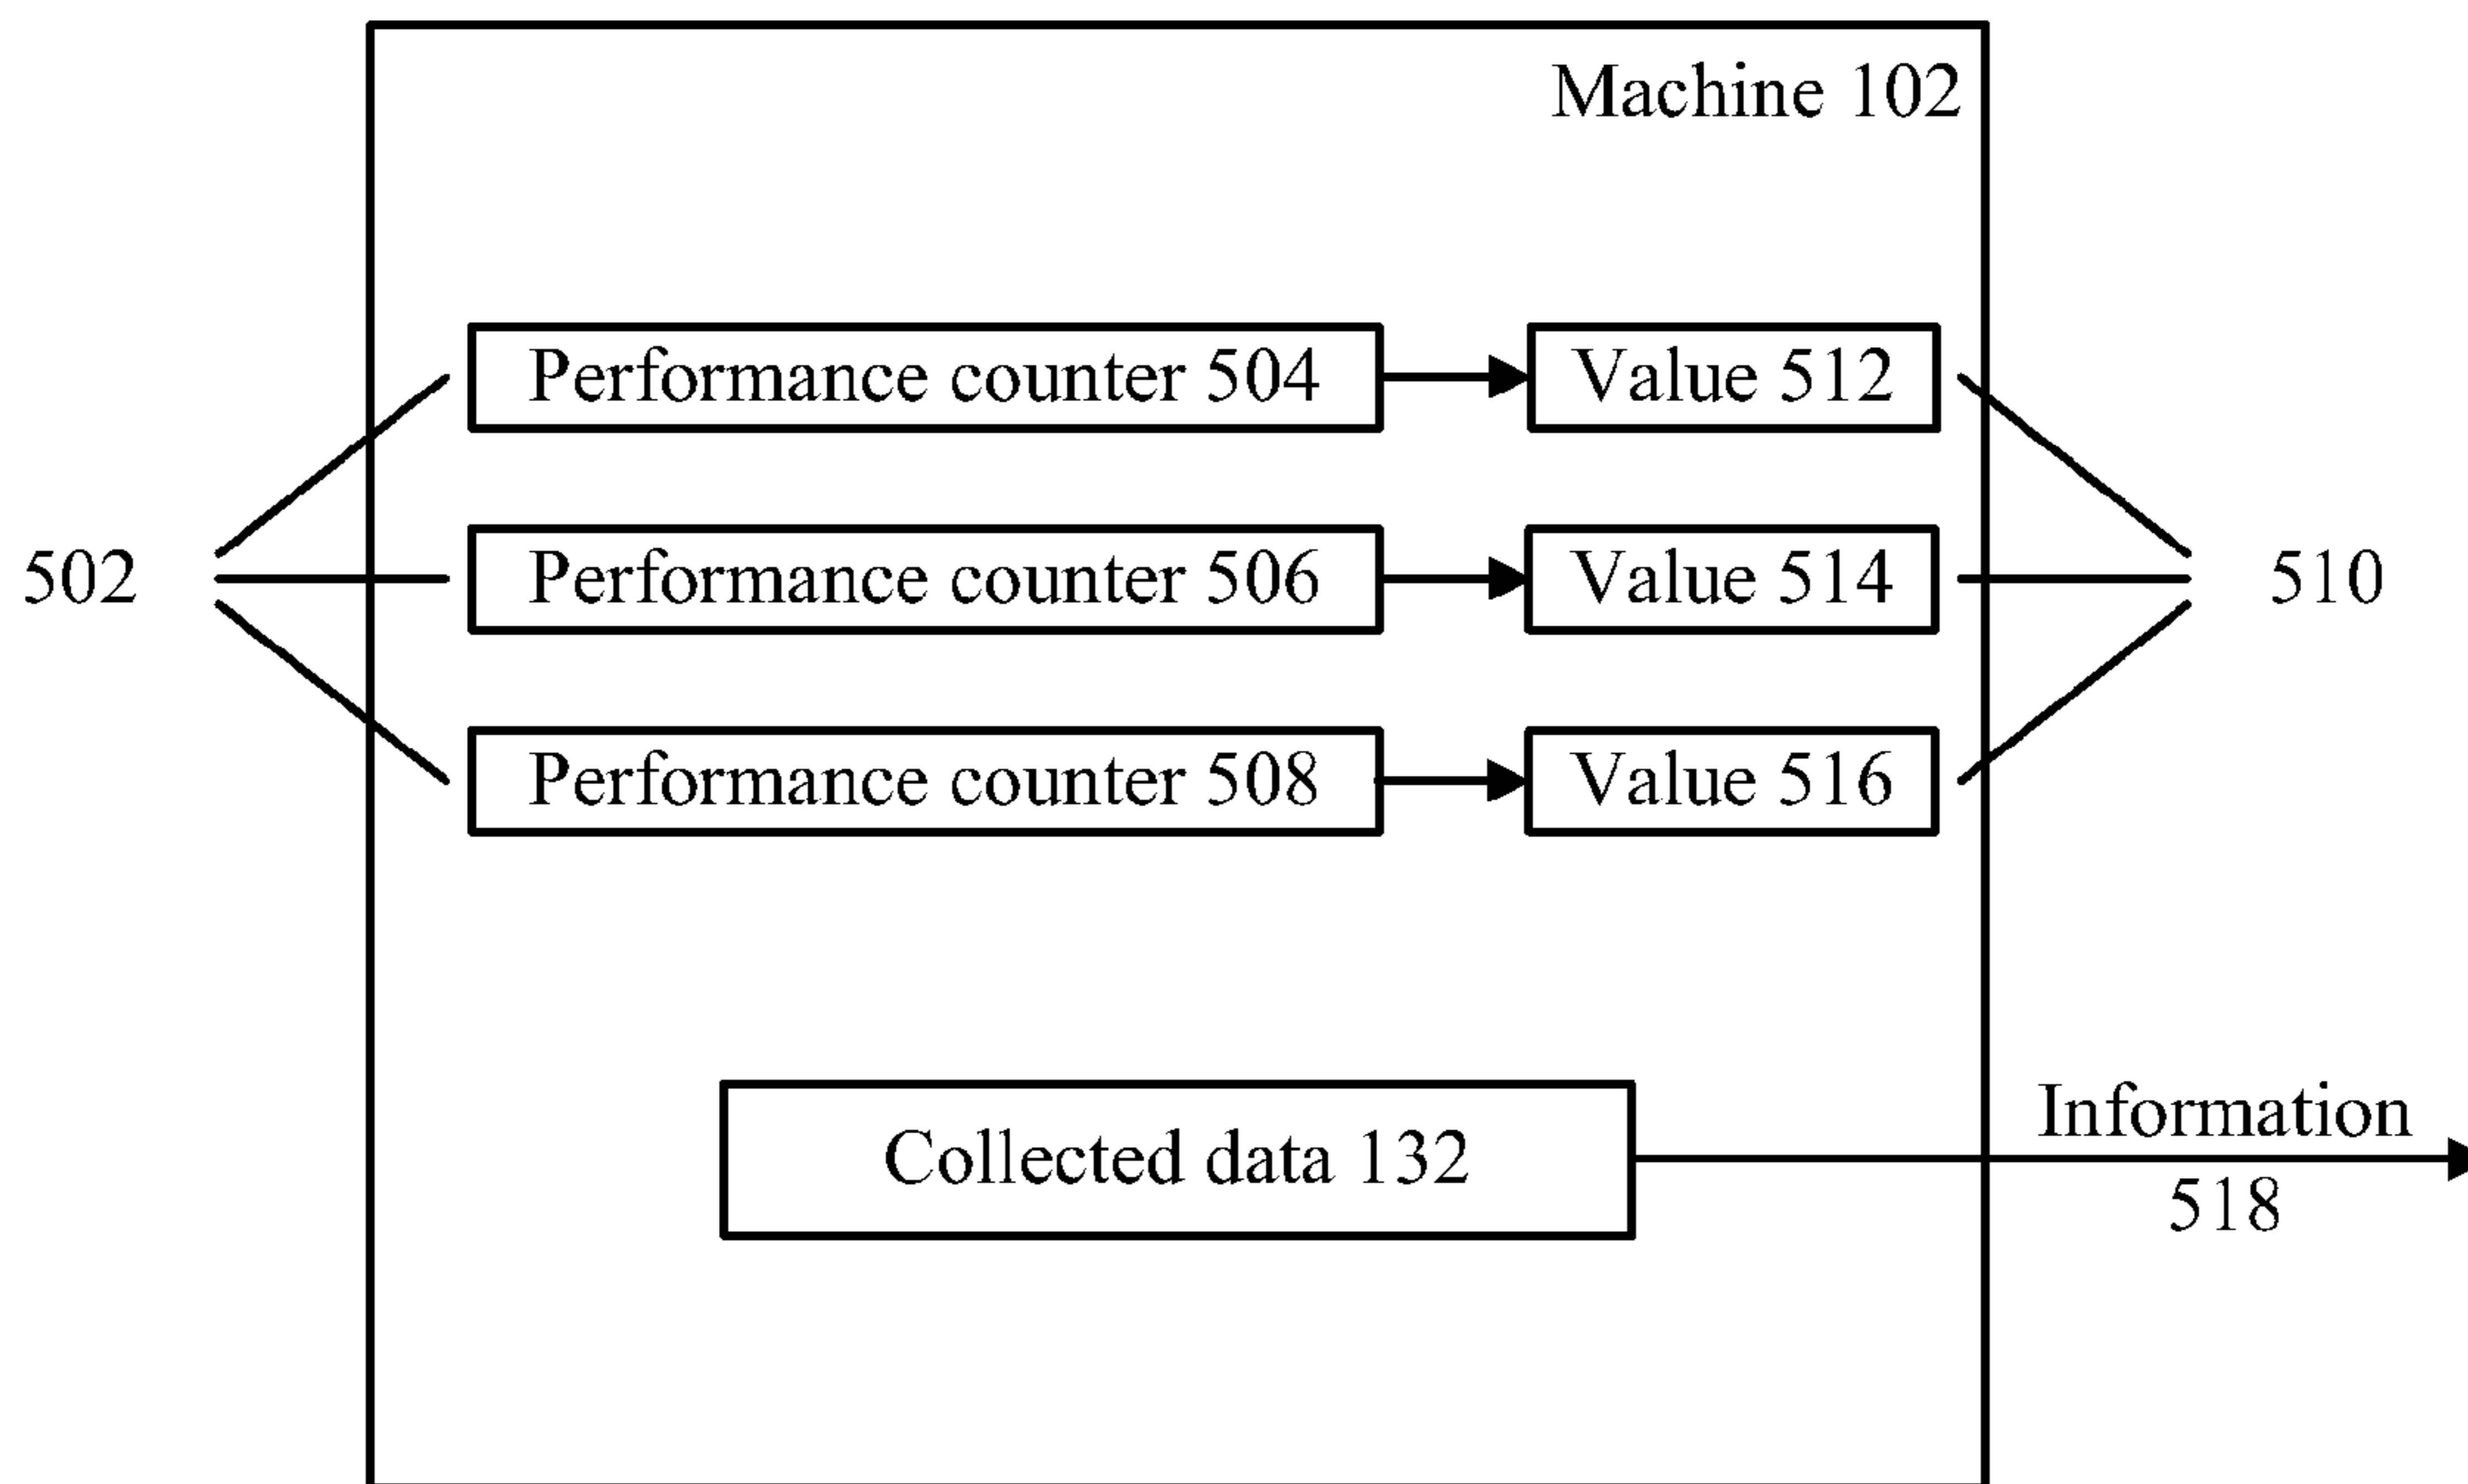 Machine 102
Performance counter 504
Value 512
502
Performance counter 506
Value 514
510
Performance counter 508
Value 516
Collected data 132
Information
518